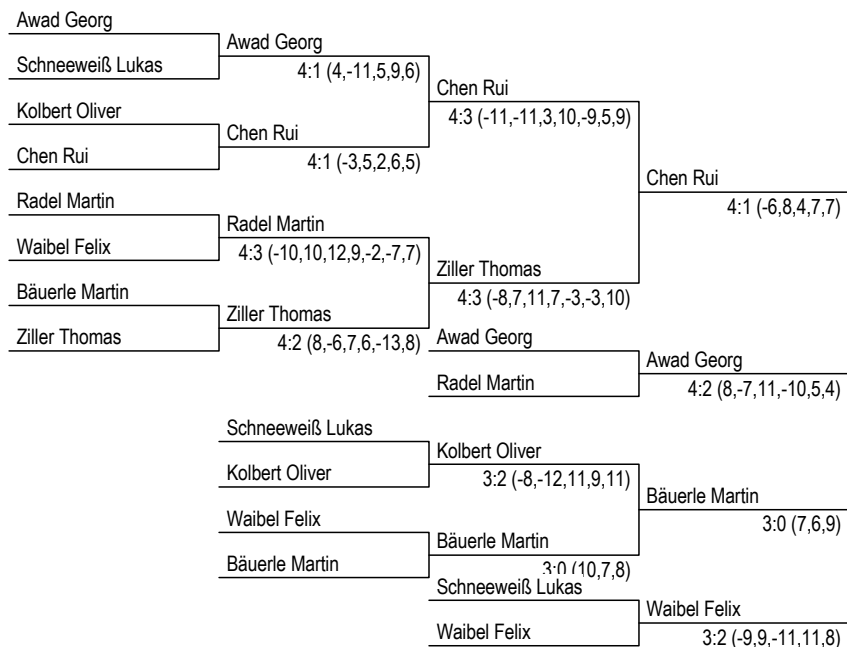 Awad Georg
Awad Georg
Schneeweiß Lukas
4:1 (4,-11,5,9,6)
Chen Rui
Kolbert Oliver
4:3 (-11,-11,3,10,-9,5,9)
Chen Rui
Chen Rui
4:1 (-3,5,2,6,5)
Chen Rui
Radel Martin
4:1 (-6,8,4,7,7)
Radel Martin
Waibel Felix
4:3 (-10,10,12,9,-2,-7,7)
Ziller Thomas
Bäuerle Martin
4:3 (-8,7,11,7,-3,-3,10)
Ziller Thomas
Ziller Thomas
4:2 (8,-6,7,6,-13,8)
Awad Georg
Awad Georg
Radel Martin
4:2 (8,-7,11,-10,5,4)
Schneeweiß Lukas
Kolbert Oliver
Kolbert Oliver
3:2 (-8,-12,11,9,11)
Bäuerle Martin
Waibel Felix
3:0 (7,6,9)
Bäuerle Martin
Bäuerle Martin
3:0 (10,7,8)
Schneeweiß Lukas
Waibel Felix
Waibel Felix
3:2 (-9,9,-11,11,8)